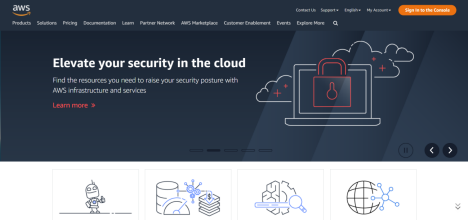 aws
Contact Us Support English My Account Sign In to the Console
Products Solutions Pricing Documentation Learn Partner Network AWS Marketplace Customer Enablement Events Explore More
Elevate your security in the cloud
Find the resources you need to raise your security posture with
AWS infrastructure and services
Learn more »